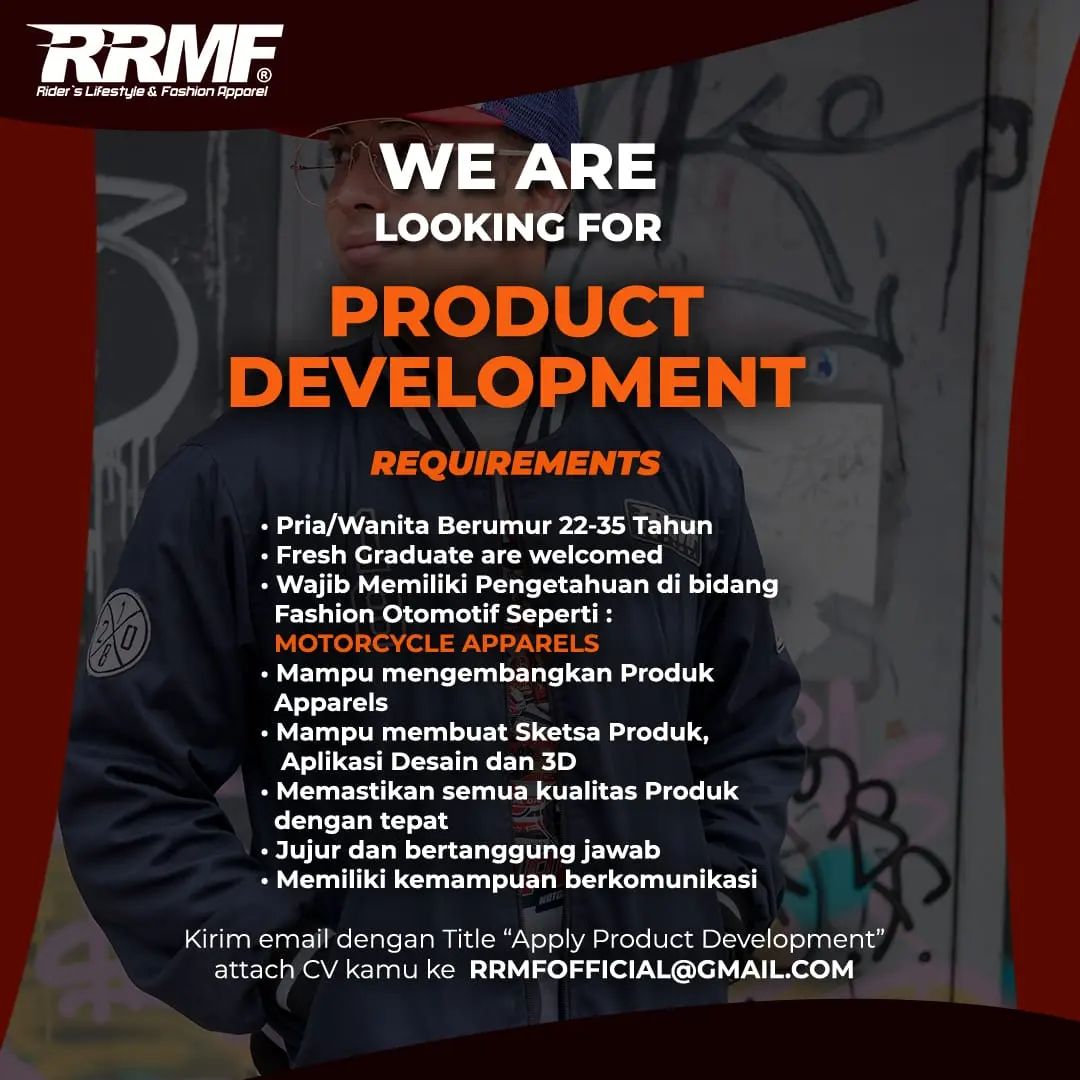 RRMF®
Rider's Lifestyle & Fashion Apparel
WE ARE
LOOKING FOR
PRODUCT
DEVELOPMENT
REQUIREMENTS
• Pria/Wanita Berumur 22-35 Tahun
• Fresh Graduate are welcomed
• Wajib Memiliki Pengetahuan di bidang
Fashion Otomotif Seperti :
MOTORCYCLE APPARELS
• Mampu mengembangkan Produk
Apparels
• Mampu membuat Sketsa Produk,
Aplikasi Desain dan 3D
• Memastikan semua kualitas Produk
dengan tepat
• Jujur dan bertanggung jawab
• Memiliki kemampuan berkomunikasi
Kirim email dengan Title “Apply Product Development”
attach CV kamu ke RRMFOFFICIAL@GMAIL.COM